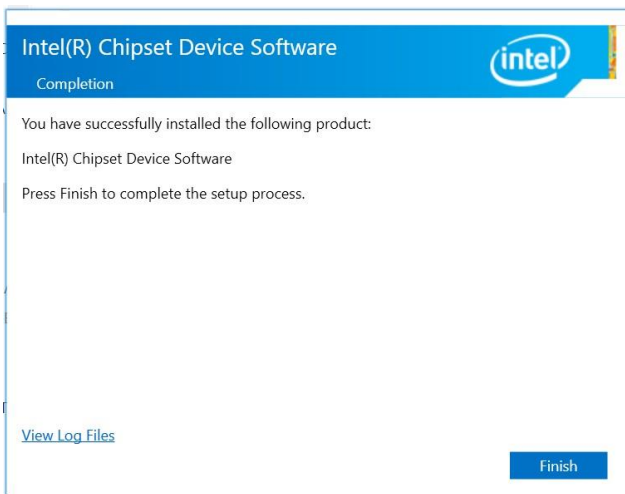 Intel(R) Chipset Device Software
intel
Completion
You have successfully installed the following product:
Intel(R) Chipset Device Software
Press Finish to complete the setup process.
View Log Files
Finish